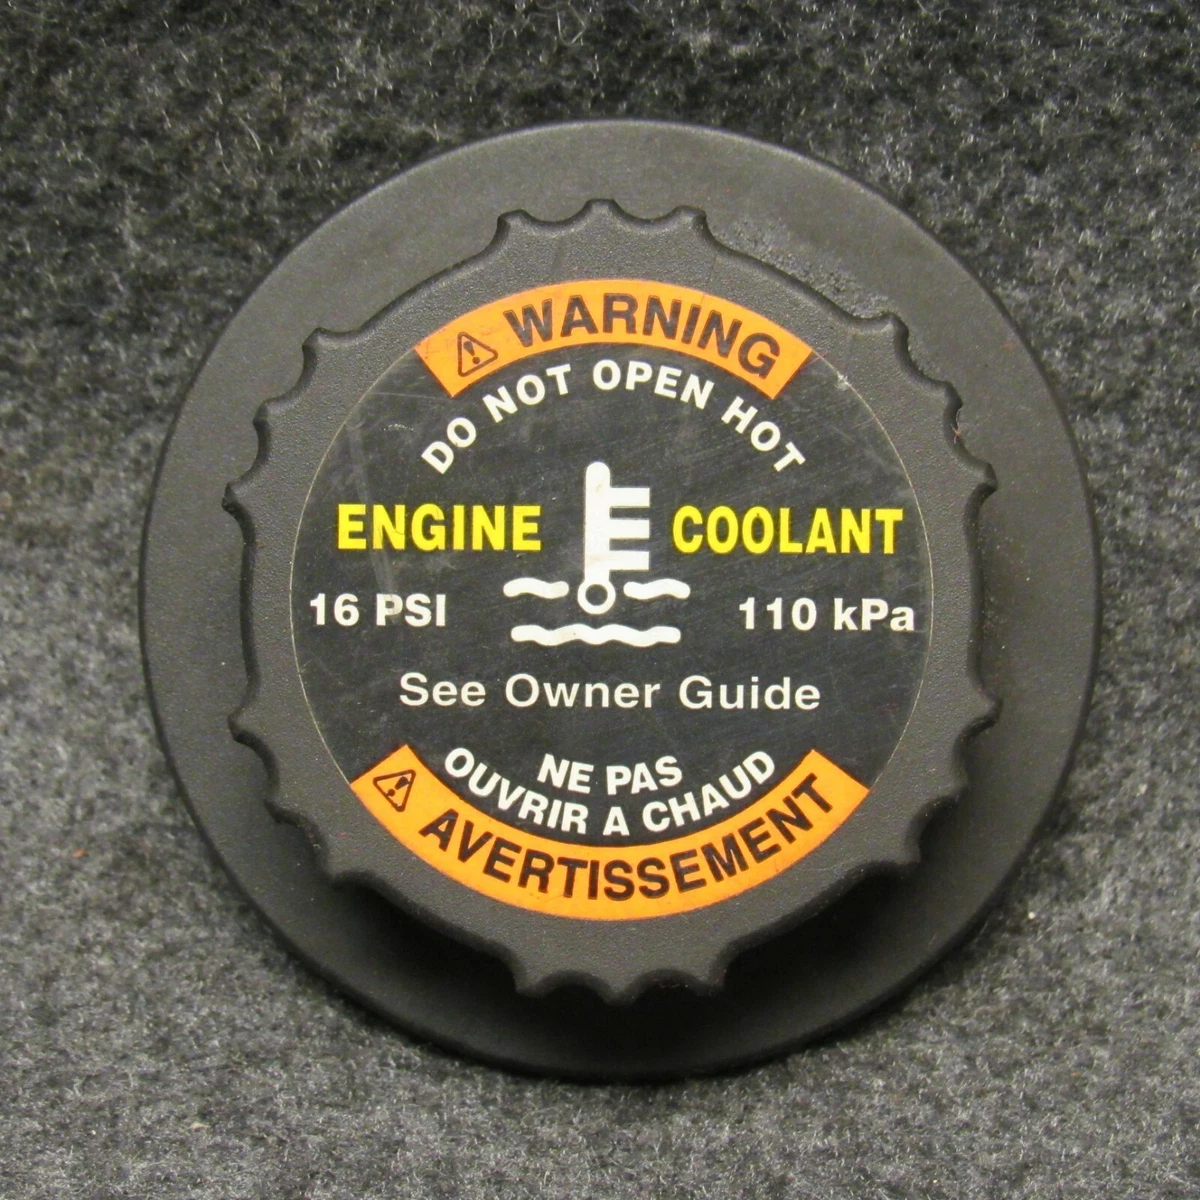 WARNING
DO NOT OPEN HOT
ENGINE COOLANT
16 PSI 110 kPa
See Owner Guide
NE PAS
OUVRIR A CHAUD
AVERTISSEMENT